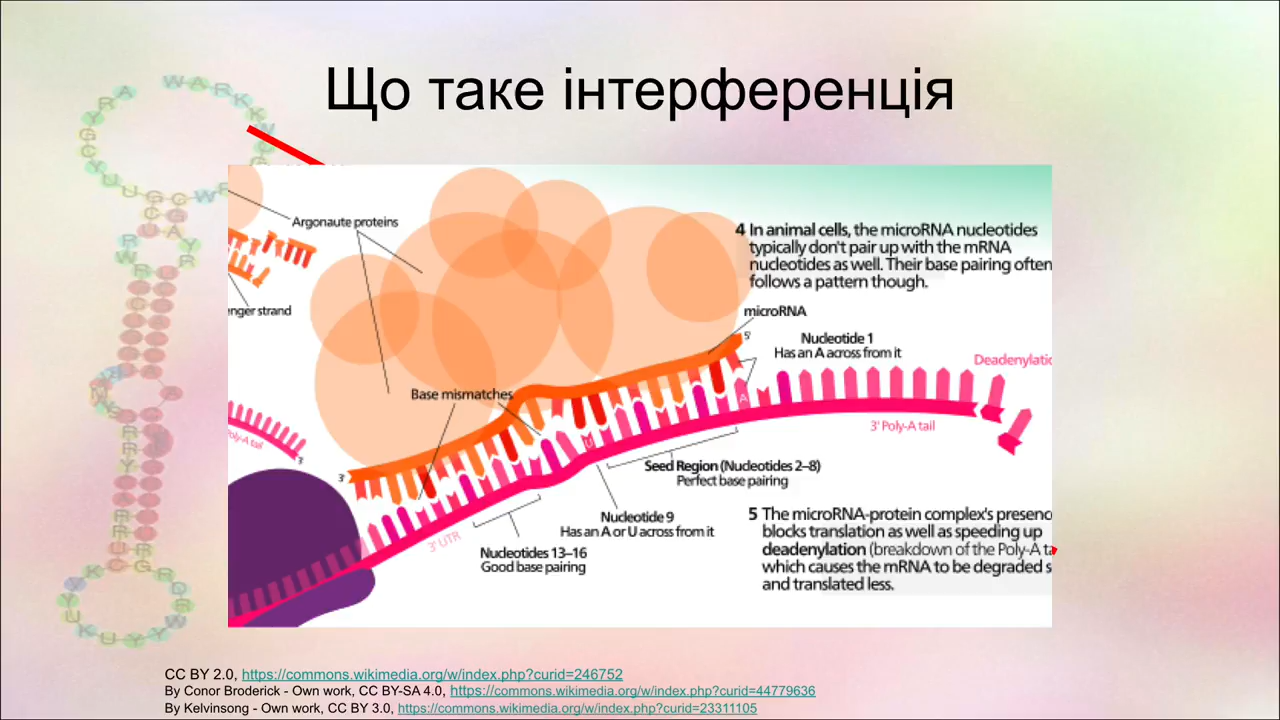 Що таке інтерференція
Argonaute proteins
4 In animal cells, the microRNA nucleotides
typically don't pair up with the mRNA
nucleotides as well. Their base pairing often
follows a pattern though.
enger strand
microRNA
5'
Nucleotide 1
Has an A across from it
Deadenylatio
Base mismatches
A
3' Poly-A tail
Poly-A tail
3'
U
3'
Seed Region (Nucleotides 2–8)
Perfect base pairing
Nucleotide 9
Has an A or U across from it
3' UTR
Nucleotides 13–16
Good base pairing
5 The microRNA-protein complex's presenc
blocks translation as well as speeding up
deadenylation (breakdown of the Poly-A ta
which causes the mRNA to be degraded s
and translated less.
CC BY 2.0, https://commons.wikimedia.org/w/index.php?curid=246752
By Conor Broderick - Own work, CC BY-SA 4.0, https://commons.wikimedia.org/w/index.php?curid=44779636
By Kelvinsong - Own work, CC BY 3.0, https://commons.wikimedia.org/w/index.php?curid=23311105